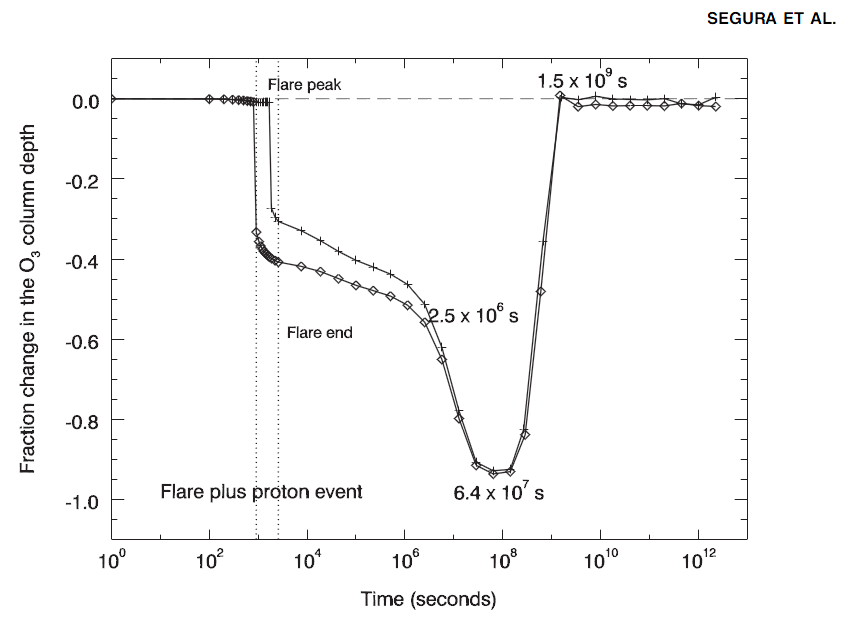 SEGURA ET AL.
1.5 x 10⁹ s
Flare peak
0.0
-0.2
-0.4
-0.6
-0.8
-1.0
Fraction change in the O₃ column depth
2.5 x 10⁶ s
Flare end
Flare plus proton event
6.4 x 10⁷ s
10⁰ 10² 10⁴ 10⁶ 10⁸ 10¹⁰ 10¹²
Time (seconds)